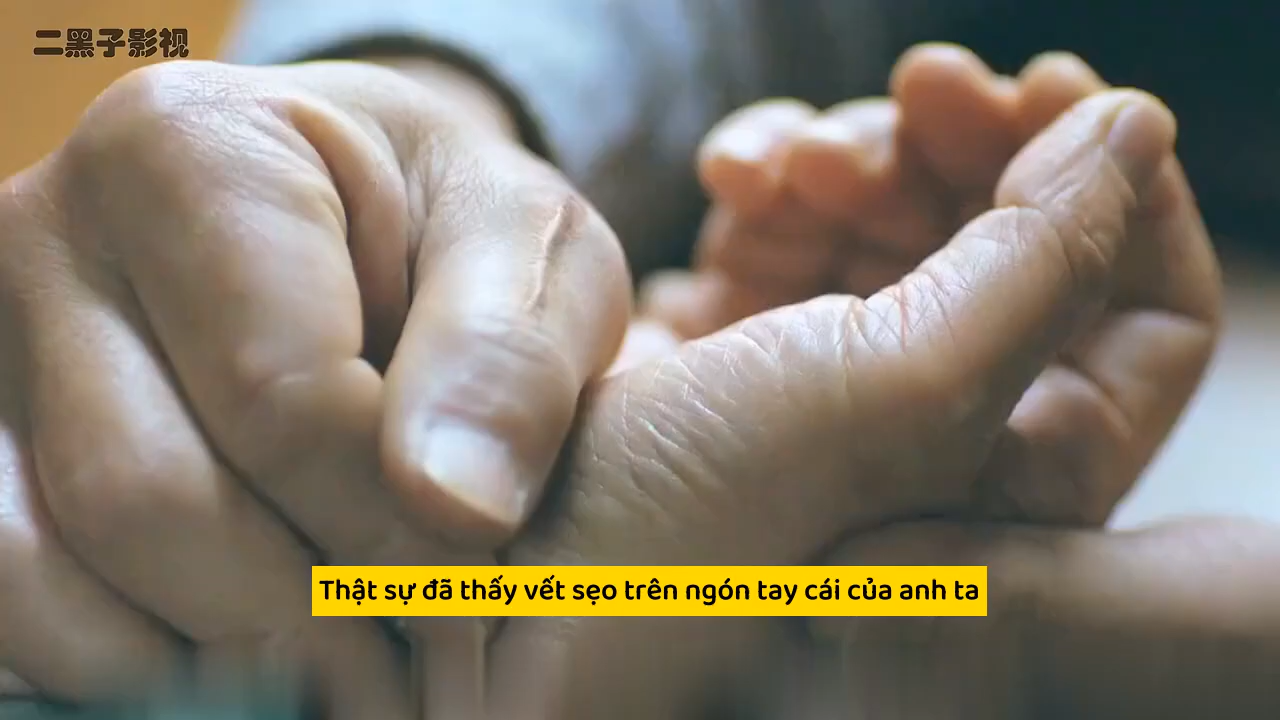 二黑子影视
Thật sự đã thấy vết sẹo trên ngón tay cái của anh ta